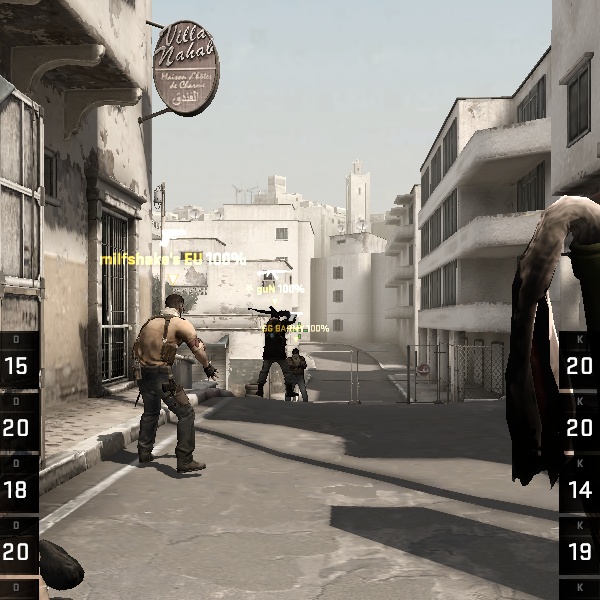 Villa
Nahab
Maison d'hôtes
de Charme
الفندق
milfshake's EU 100%
guN 100%
GG BARNY 100%
D
15
D
20
D
18
D
20
D
K
20
K
20
K
14
K
19
K